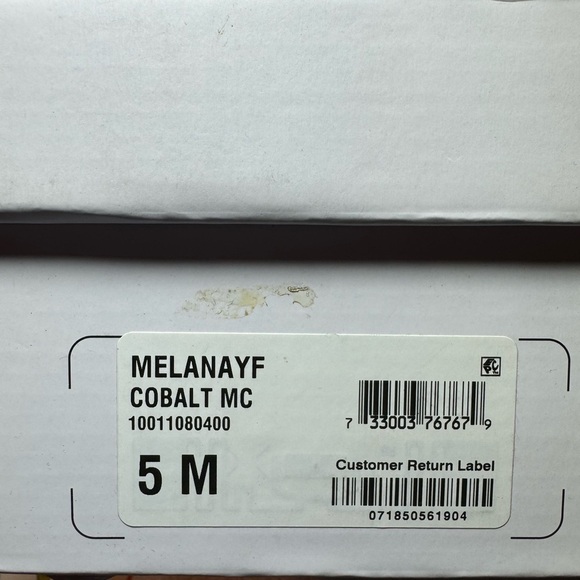 MELANAYF
COBALT MC
10011080400
7 33003 76767 9
5 M
Customer Return Label
071850561904